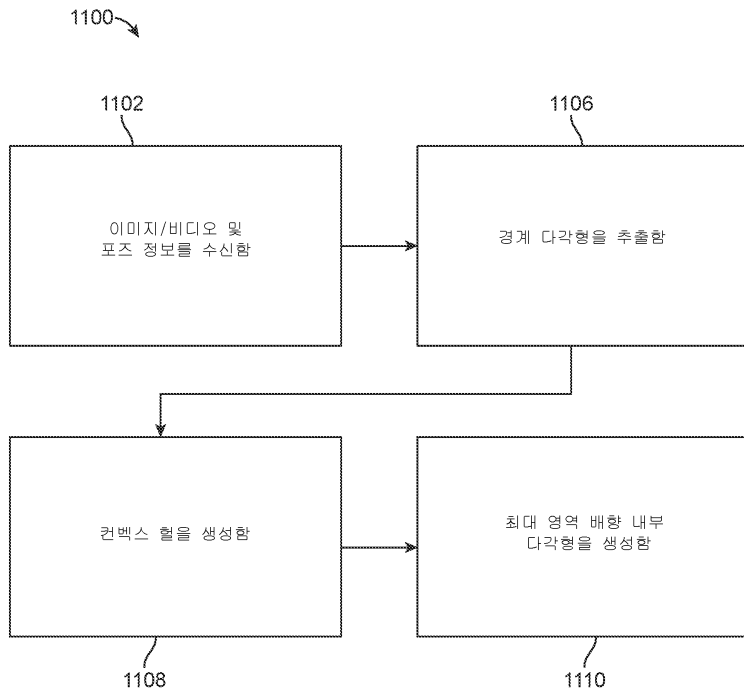 1100
1102
1106
이미지/비디오 및
포즈 정보를 수신함
경계 다각형을 추출함
컨벡스 헐을 생성함
최대 영역 배향 내부
다각형을 생성함
1108
1110